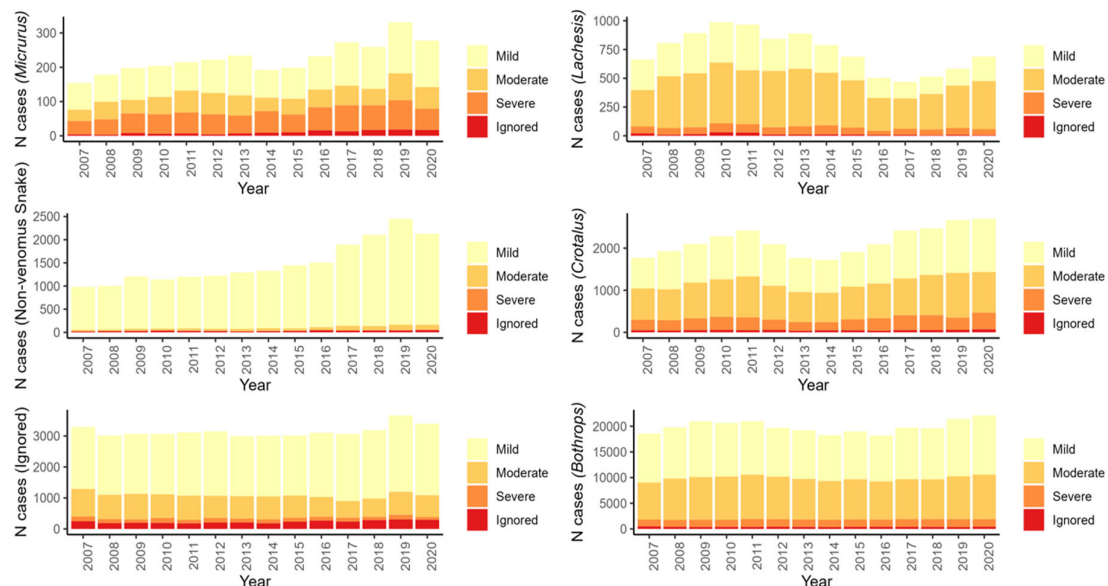 N cases (Micrurus)
300
200
100
0
2007 2008 2009 2010 2011 2012 2013 2014 2015 2016 2017 2018 2019 2020
Year
Mild
Moderate
Severe
Ignored
N cases (Lachesis)
1000
750
500
250
0
2007 2008 2009 2010 2011 2012 2013 2014 2015 2016 2017 2018 2019 2020
Year
Mild
Moderate
Severe
Ignored
N cases (Non-venomus Snake)
2500
2000
1500
1000
500
0
2007 2008 2009 2010 2011 2012 2013 2014 2015 2016 2017 2018 2019 2020
Year
Mild
Moderate
Severe
Ignored
N cases (Crotalus)
2000
1000
0
2007 2008 2009 2010 2011 2012 2013 2014 2015 2016 2017 2018 2019 2020
Year
Mild
Moderate
Severe
Ignored
N cases (Ignored)
3000
2000
1000
0
2007 2008 2009 2010 2011 2012 2013 2014 2015 2016 2017 2018 2019 2020
Year
Mild
Moderate
Severe
Ignored
N cases (Bothrops)
20000
15000
10000
5000
0
2007 2008 2009 2010 2011 2012 2013 2014 2015 2016 2017 2018 2019 2020
Year
Mild
Moderate
Severe
Ignored